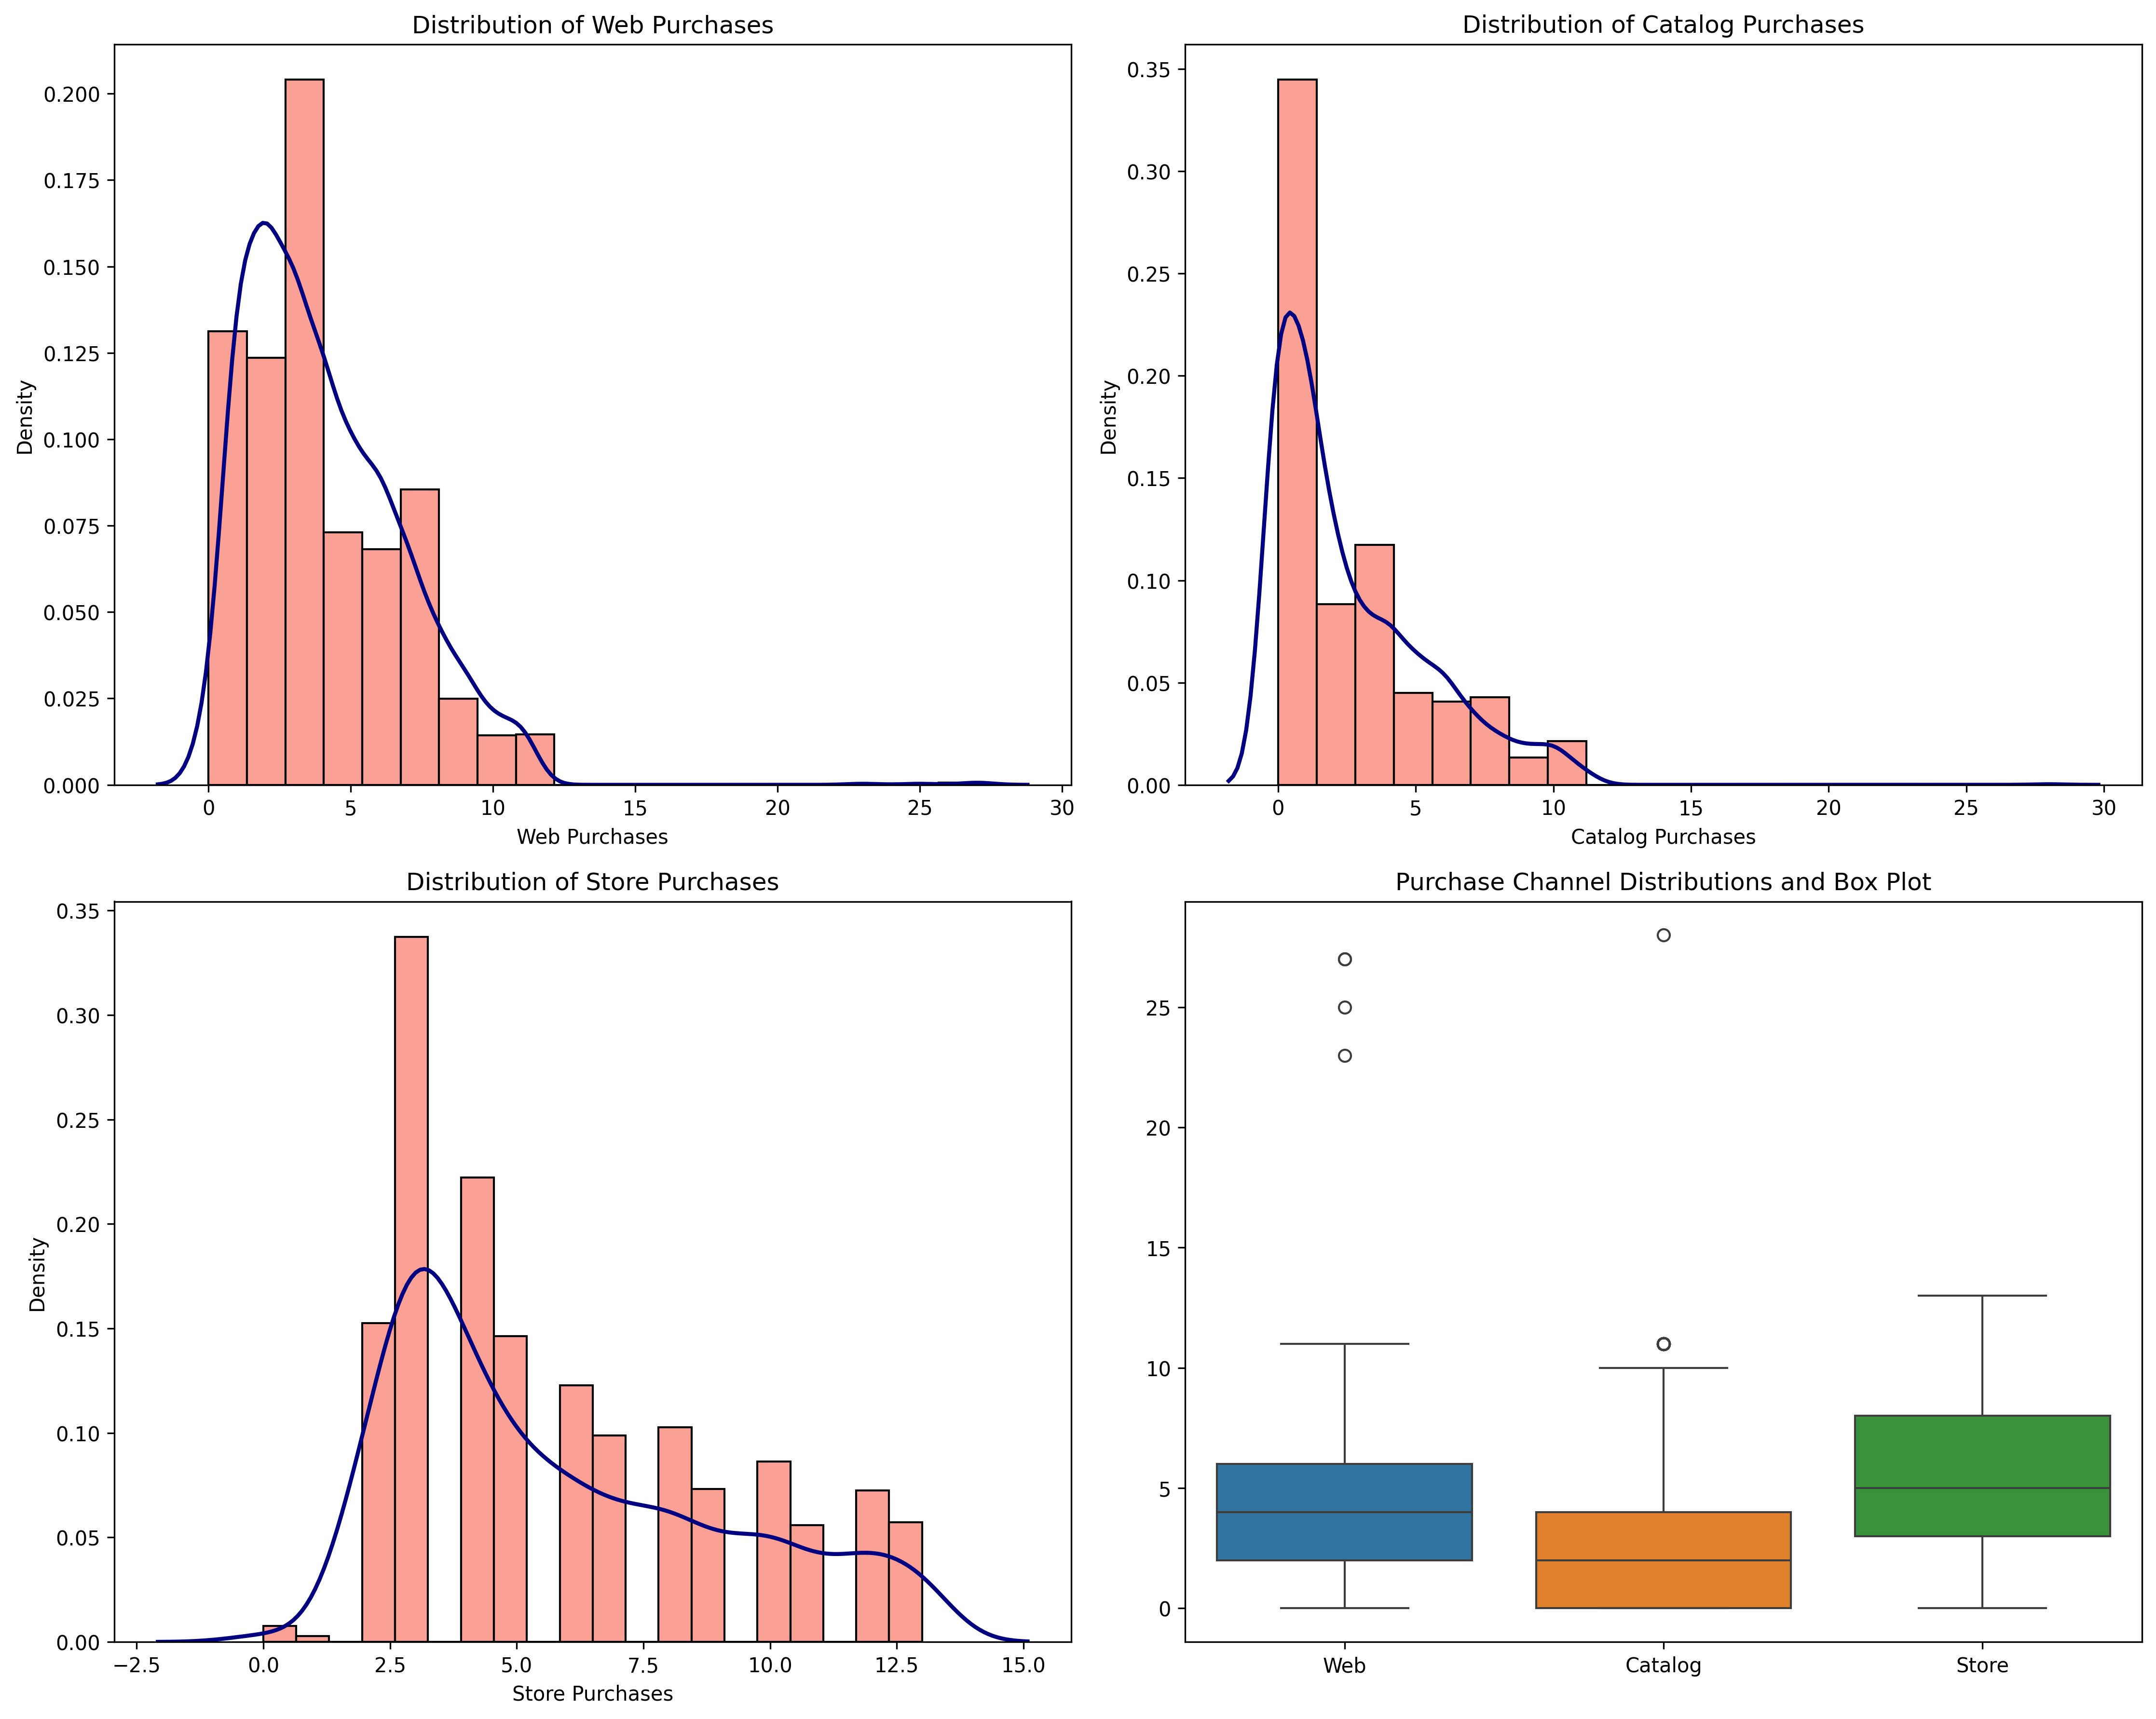 Distribution of Web Purchases
0.200
0.175
0.150
0.125
0.100
0.075
0.050
0.025
0.000
Density
0 5 10 15 20 25 30
Web Purchases
Distribution of Catalog Purchases
0.35
0.30
0.25
0.20
0.15
0.10
0.05
0.00
Density
0 5 10 15 20 25 30
Catalog Purchases
Distribution of Store Purchases
0.35
0.30
0.25
0.20
0.15
0.10
0.05
0.00
Density
−2.5 0.0 2.5 5.0 7.5 10.0 12.5 15.0
Store Purchases
Purchase Channel Distributions and Box Plot
25
20
15
10
5
0
Web Catalog Store